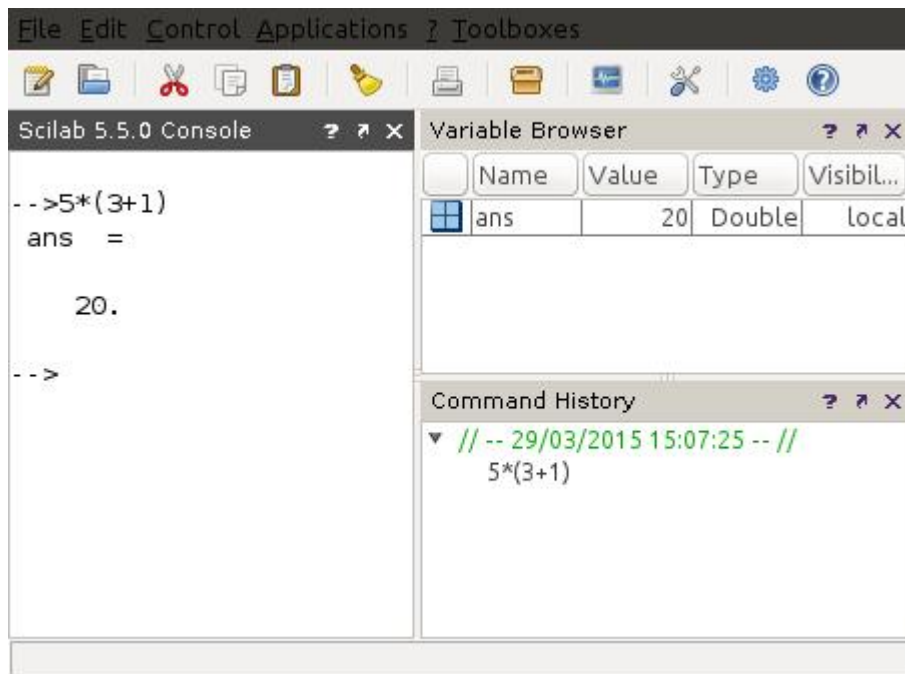 File Edit Control Applications ? Toolboxes
Scilab 5.5.0 Console ? ↗ X
-->5*(3+1)
ans =
20.
-->
Variable Browser ? ↗ X
Name Value Type Visibil...
ans 20 Double local
Command History ? ↗ X
▼ // -- 29/03/2015 15:07:25 -- //
5*(3+1)